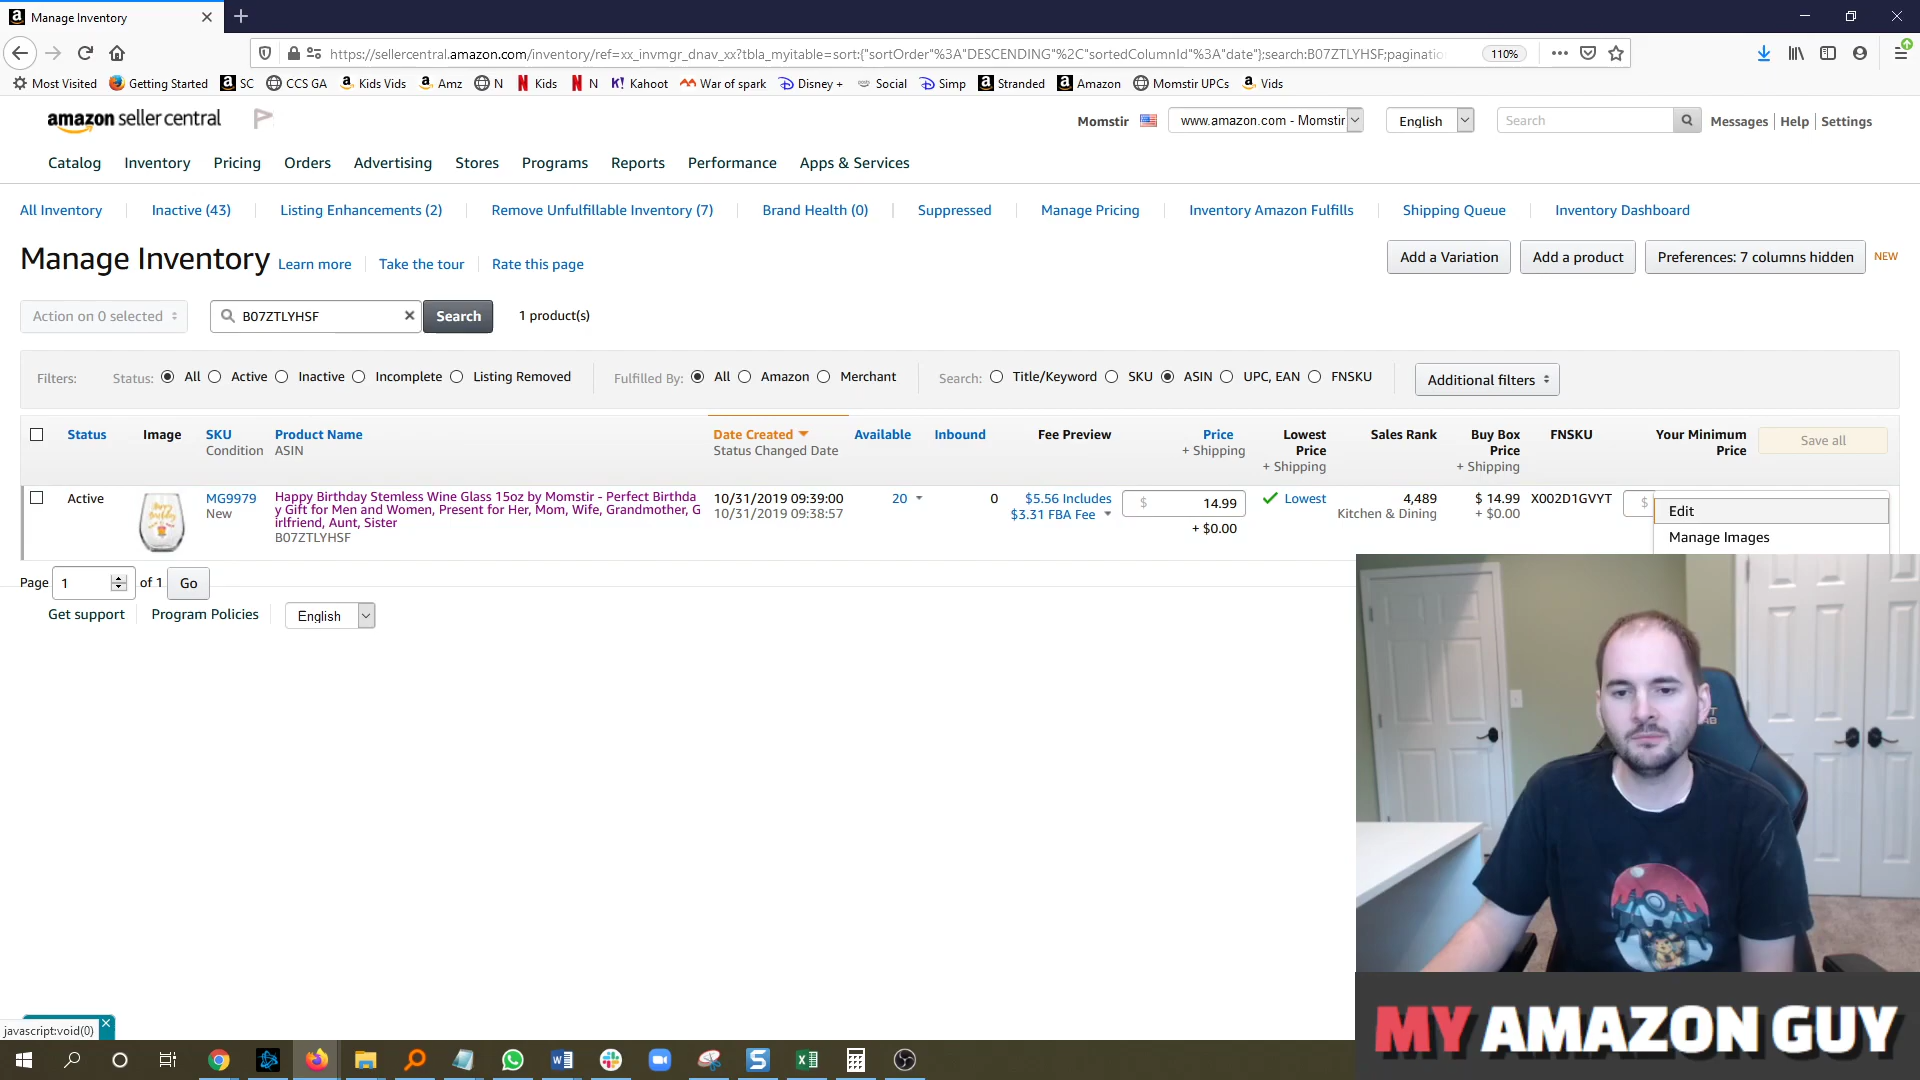 Manage Inventory
https://sellercentral.amazon.com/inventory/ref=xx_invmgr_dnav_xx?tbla_myitable=sort:{"sortOrder"%3A"DESCENDING"%2C"sortedColumnId"%3A"date"};search:B07ZTLYHSF;paginatio
110%
Most Visited Getting Started SC CCS GA Kids Vids Amz N Kids N Kahoot War of spark Disney + Social Simp Stranded Amazon Momstir UPCs Vids
amazon seller central
Momstir www.amazon.com - Momstir English Search Messages Help Settings
Catalog Inventory Pricing Orders Advertising Stores Programs Reports Performance Apps & Services
All Inventory Inactive (43) Listing Enhancements (2) Remove Unfulfillable Inventory (7) Brand Health (0) Suppressed Manage Pricing Inventory Amazon Fulfills Shipping Queue Inventory Dashboard
Manage Inventory Learn more Take the tour Rate this page Add a Variation Add a product Preferences: 7 columns hidden NEW
Action on 0 selected B07ZTLYHSF Search 1 product(s)
Filters: Status: All Active Inactive Incomplete Listing Removed Fulfilled By: All Amazon Merchant Search: Title/Keyword SKU ASIN UPC, EAN FNSKU Additional filters
Status Image SKU Product Name Date Created Available Inbound Fee Preview Price Lowest Sales Rank Buy Box FNSKU Your Minimum Save all
Condition ASIN Status Changed Date + Shipping Price Price Price
+ Shipping + Shipping
Active MG9979 Happy Birthday Stemless Wine Glass 15oz by Momstir - Perfect Birthda 10/31/2019 09:39:00 20 0 $5.56 Includes $ 14.99 Lowest 4,489 $ 14.99 X002D1GVYT $ Edit
New y Gift for Men and Women, Present for Her, Mom, Wife, Grandmother, G 10/31/2019 09:38:57 $3.31 FBA Fee Kitchen & Dining + $0.00
irlfriend, Aunt, Sister + $0.00
B07ZTLYHSF Manage Images
Page 1 of 1 Go
Get support Program Policies English
javascript:void(0)
MY AMAZON GUY